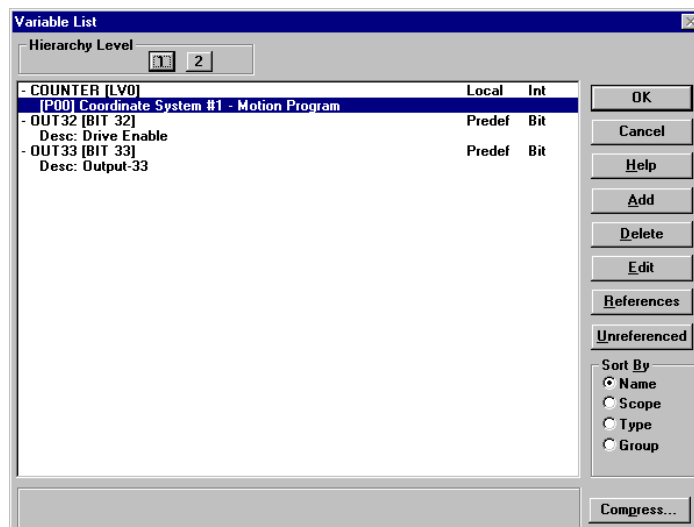 Variable List
Hierarchy Level
1 2
- COUNTER [LV0] Local Int
[P00] Coordinate System #1 - Motion Program
- OUT32 [BIT 32] Predef Bit
Desc: Drive Enable
- OUT33 [BIT 33] Predef Bit
Desc: Output-33
OK
Cancel
Help
Add
Delete
Edit
References
Unreferenced
Sort By
Name
Scope
Type
Group
Compress...